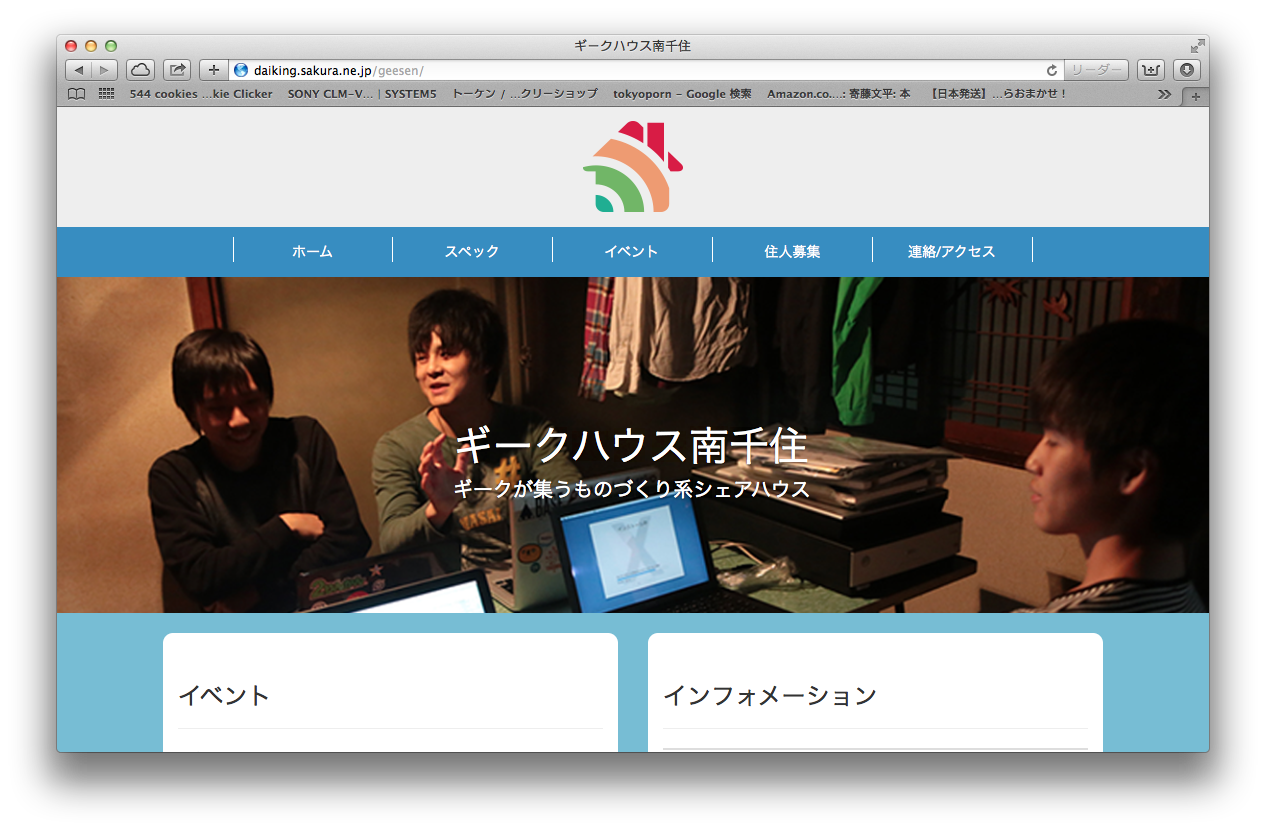 ギークハウス南千住
daiking.sakura.ne.jp/geesen/
リーダー
544 cookies ...kie Clicker SONY CLM-V... | SYSTEM5 トーケン / ...クリーショップ tokyoporn - Google 検索 Amazon.co....: 寄藤文平: 本 【日本発送】...らおまかせ！
ホーム スペック イベント 住人募集 連絡/アクセス
ギークハウス南千住
ギークが集うものづくり系シェアハウス
イベント インフォメーション